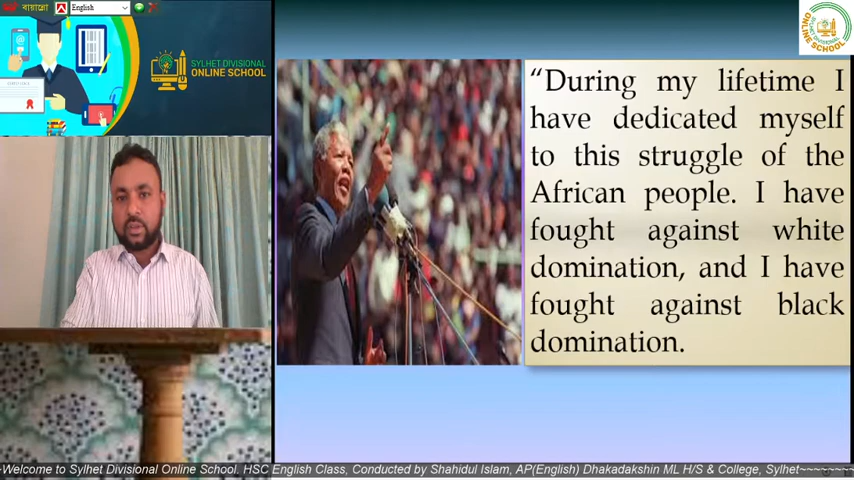 বায়ান্নো
English
SYLHET DIVISIONAL
ONLINE SCHOOL
ONLINE SCHOOL
“During my lifetime I
have dedicated myself
to this struggle of the
African people. I have
fought against white
domination, and I have
fought against black
domination.
~Welcome to Sylhet Divisional Online School. HSC English Class, Conducted by Shahidul Islam, AP(English) Dhakadakshin ML H/S & College, Sylhet~~~~~~~~